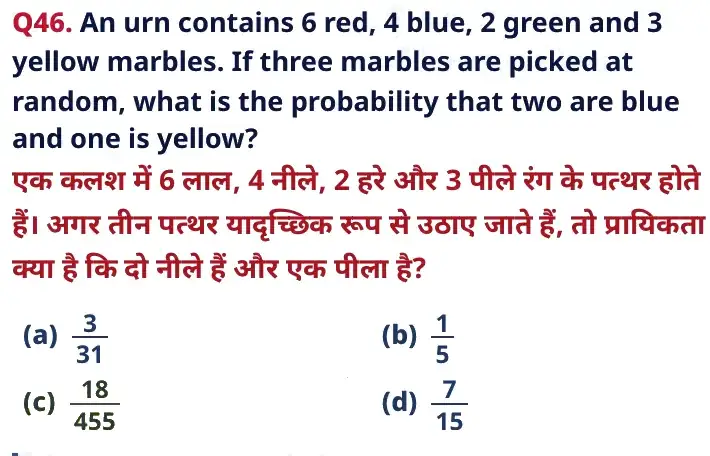 Q46. An urn contains 6 red, 4 blue, 2 green and 3
yellow marbles. If three marbles are picked at
random, what is the probability that two are blue
and one is yellow?
एक कलश में 6 लाल, 4 नीले, 2 हरे और 3 पीले रंग के पत्थर होते
हैं। अगर तीन पत्थर यादृच्छिक रूप से उठाए जाते हैं, तो प्रायिकता
क्या है कि दो नीले हैं और एक पीला है?
(a) 3/31 (b) 1/5
(c) 18/455 (d) 7/15